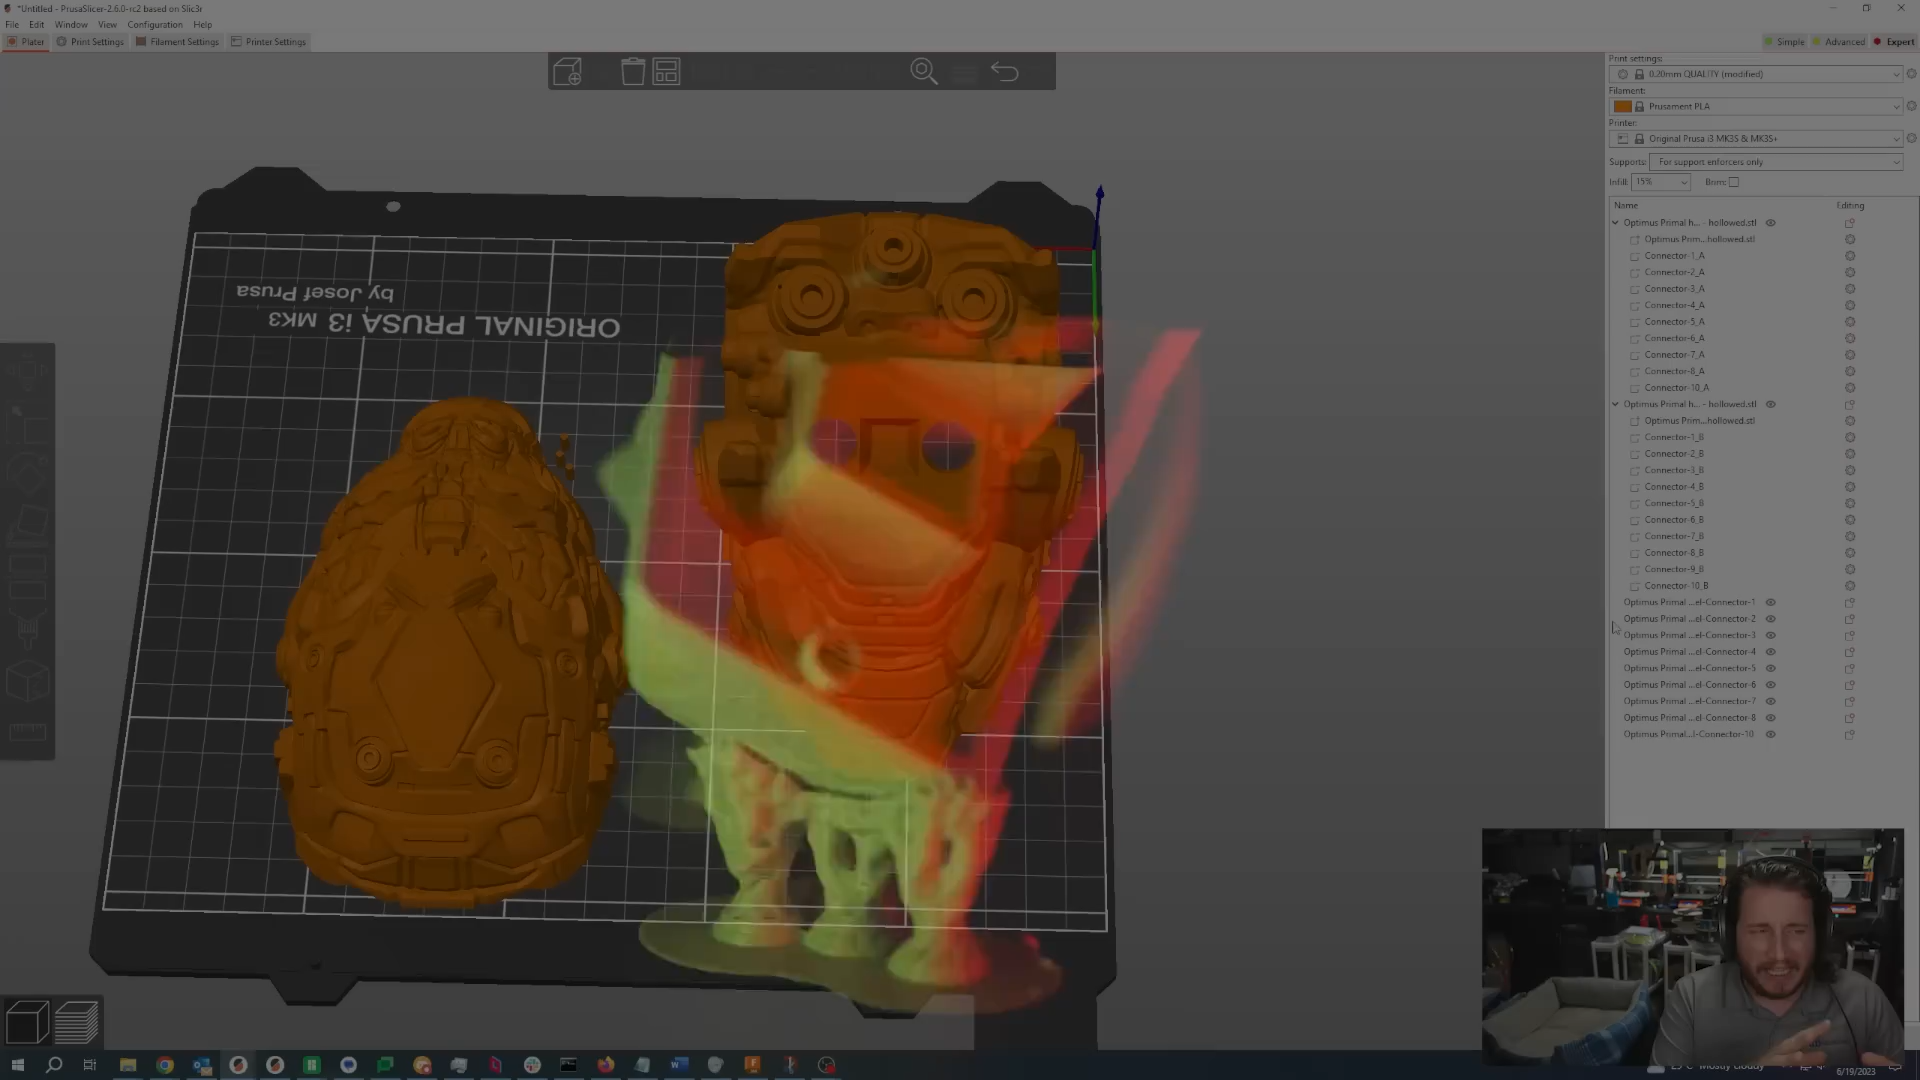 *Untitled - PrusaSlicer-2.6.0-rc2 based on Slic3r
File Edit Window View Configuration Help
Plater Print Settings Filament Settings Printer Settings
Simple Advanced Expert
Print settings:
0.20mm QUALITY (modified)
Filament:
Prusament PLA
Printer:
Original Prusa i3 MK3S & MK3S+
Supports: For support enforcers only
Infill: 15% Brim:
Name Editing
Optimus Primal h... - hollowed.stl
Optimus Prim...hollowed.stl
Connector-1_A
Connector-2_A
Connector-3_A
Connector-4_A
Connector-5_A
Connector-6_A
Connector-7_A
Connector-8_A
Connector-10_A
Optimus Primal h... - hollowed.stl
Optimus Prim...hollowed.stl
Connector-1_B
Connector-2_B
Connector-3_B
Connector-4_B
Connector-5_B
Connector-6_B
Connector-7_B
Connector-8_B
Connector-9_B
Connector-10_B
Optimus Primal ...el-Connector-1
Optimus Primal ...el-Connector-2
Optimus Primal ...el-Connector-3
Optimus Primal ...el-Connector-4
Optimus Primal ...el-Connector-5
Optimus Primal ...el-Connector-6
Optimus Primal ...el-Connector-7
Optimus Primal ...el-Connector-8
Optimus Primal...l-Connector-10
ORIGINAL PRUSA i3 MK3
by Josef Prusa
Mostly cloudy
6/19/2023